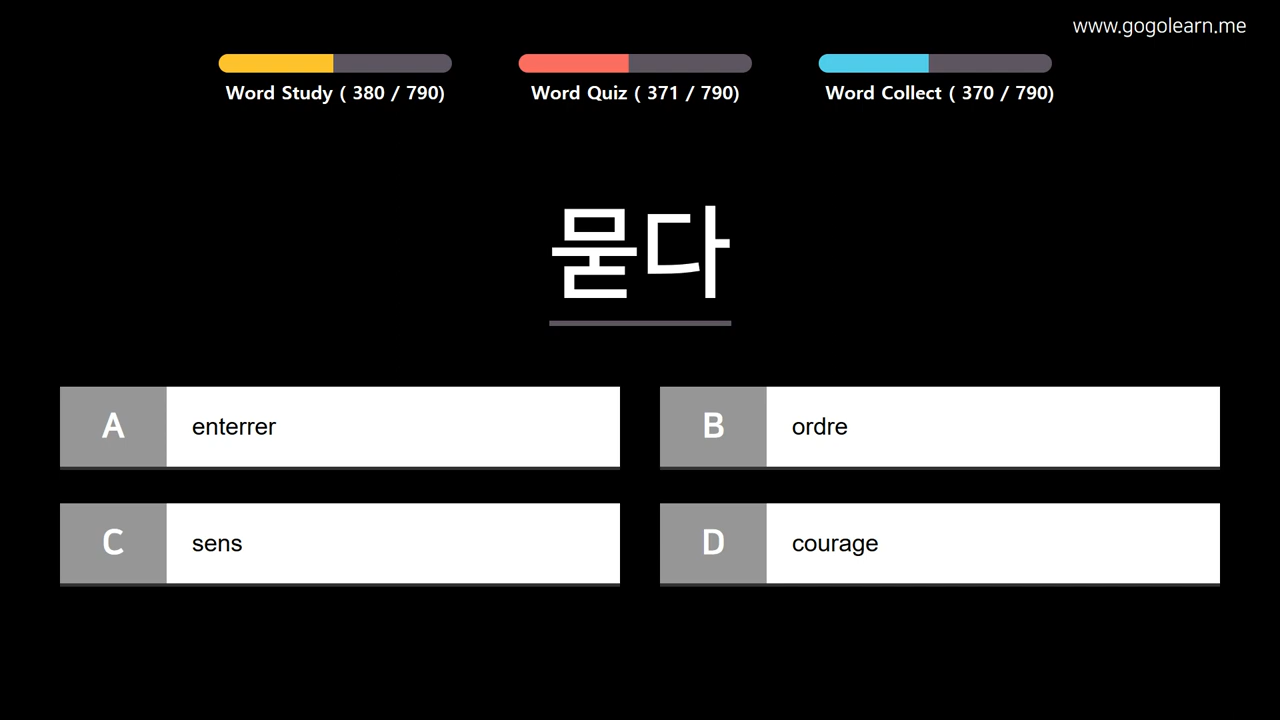 www.gogolearn.me
Word Study ( 380 / 790)
Word Quiz ( 371 / 790)
Word Collect ( 370 / 790)
묻다
A enterrer
B ordre
C sens
D courage